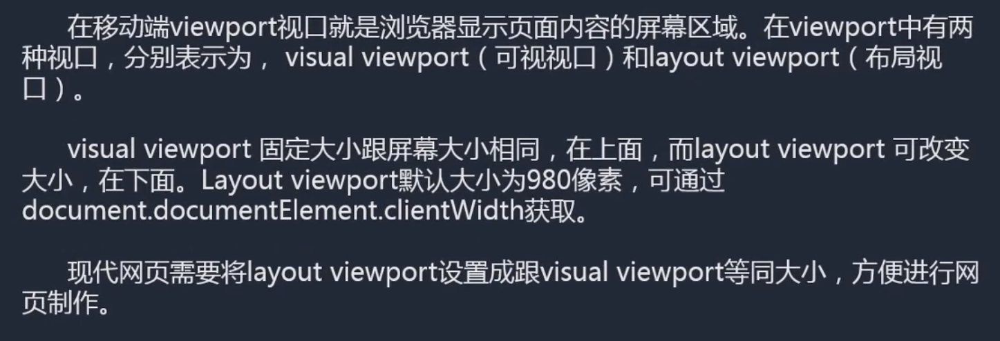 在移动端viewport视口就是浏览器显示页面内容的屏幕区域。在viewport中有两
种视口，分别表示为， visual viewport（可视视口）和layout viewport（布局视
口）。
visual viewport 固定大小跟屏幕大小相同，在上面，而layout viewport 可改变
大小，在下面。Layout viewport默认大小为980像素，可通过
document.documentElement.clientWidth获取。
现代网页需要将layout viewport设置成跟visual viewport等同大小，方便进行网
页制作。